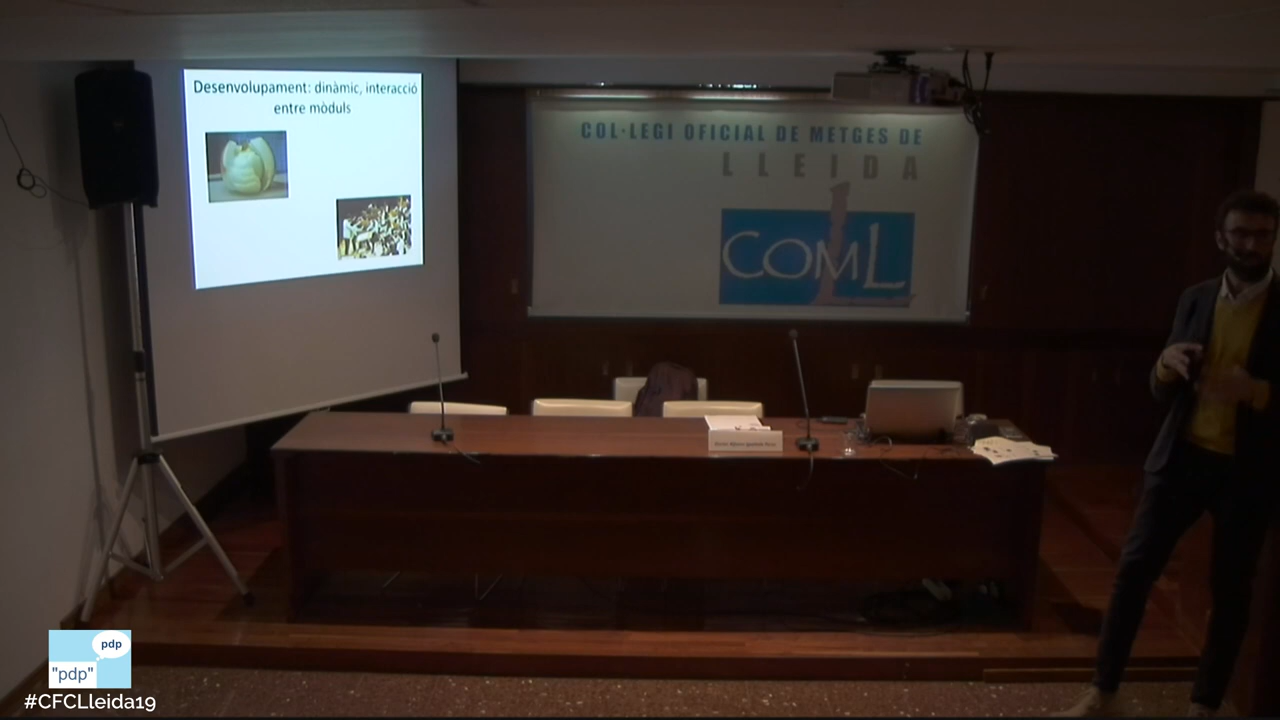 Desenvolupament: dinàmic, interacció
entre mòduls
COL·LEGI OFICIAL DE METGES DE
LLEIDA
COML
pdp
"pdp"
#CFCLleida19